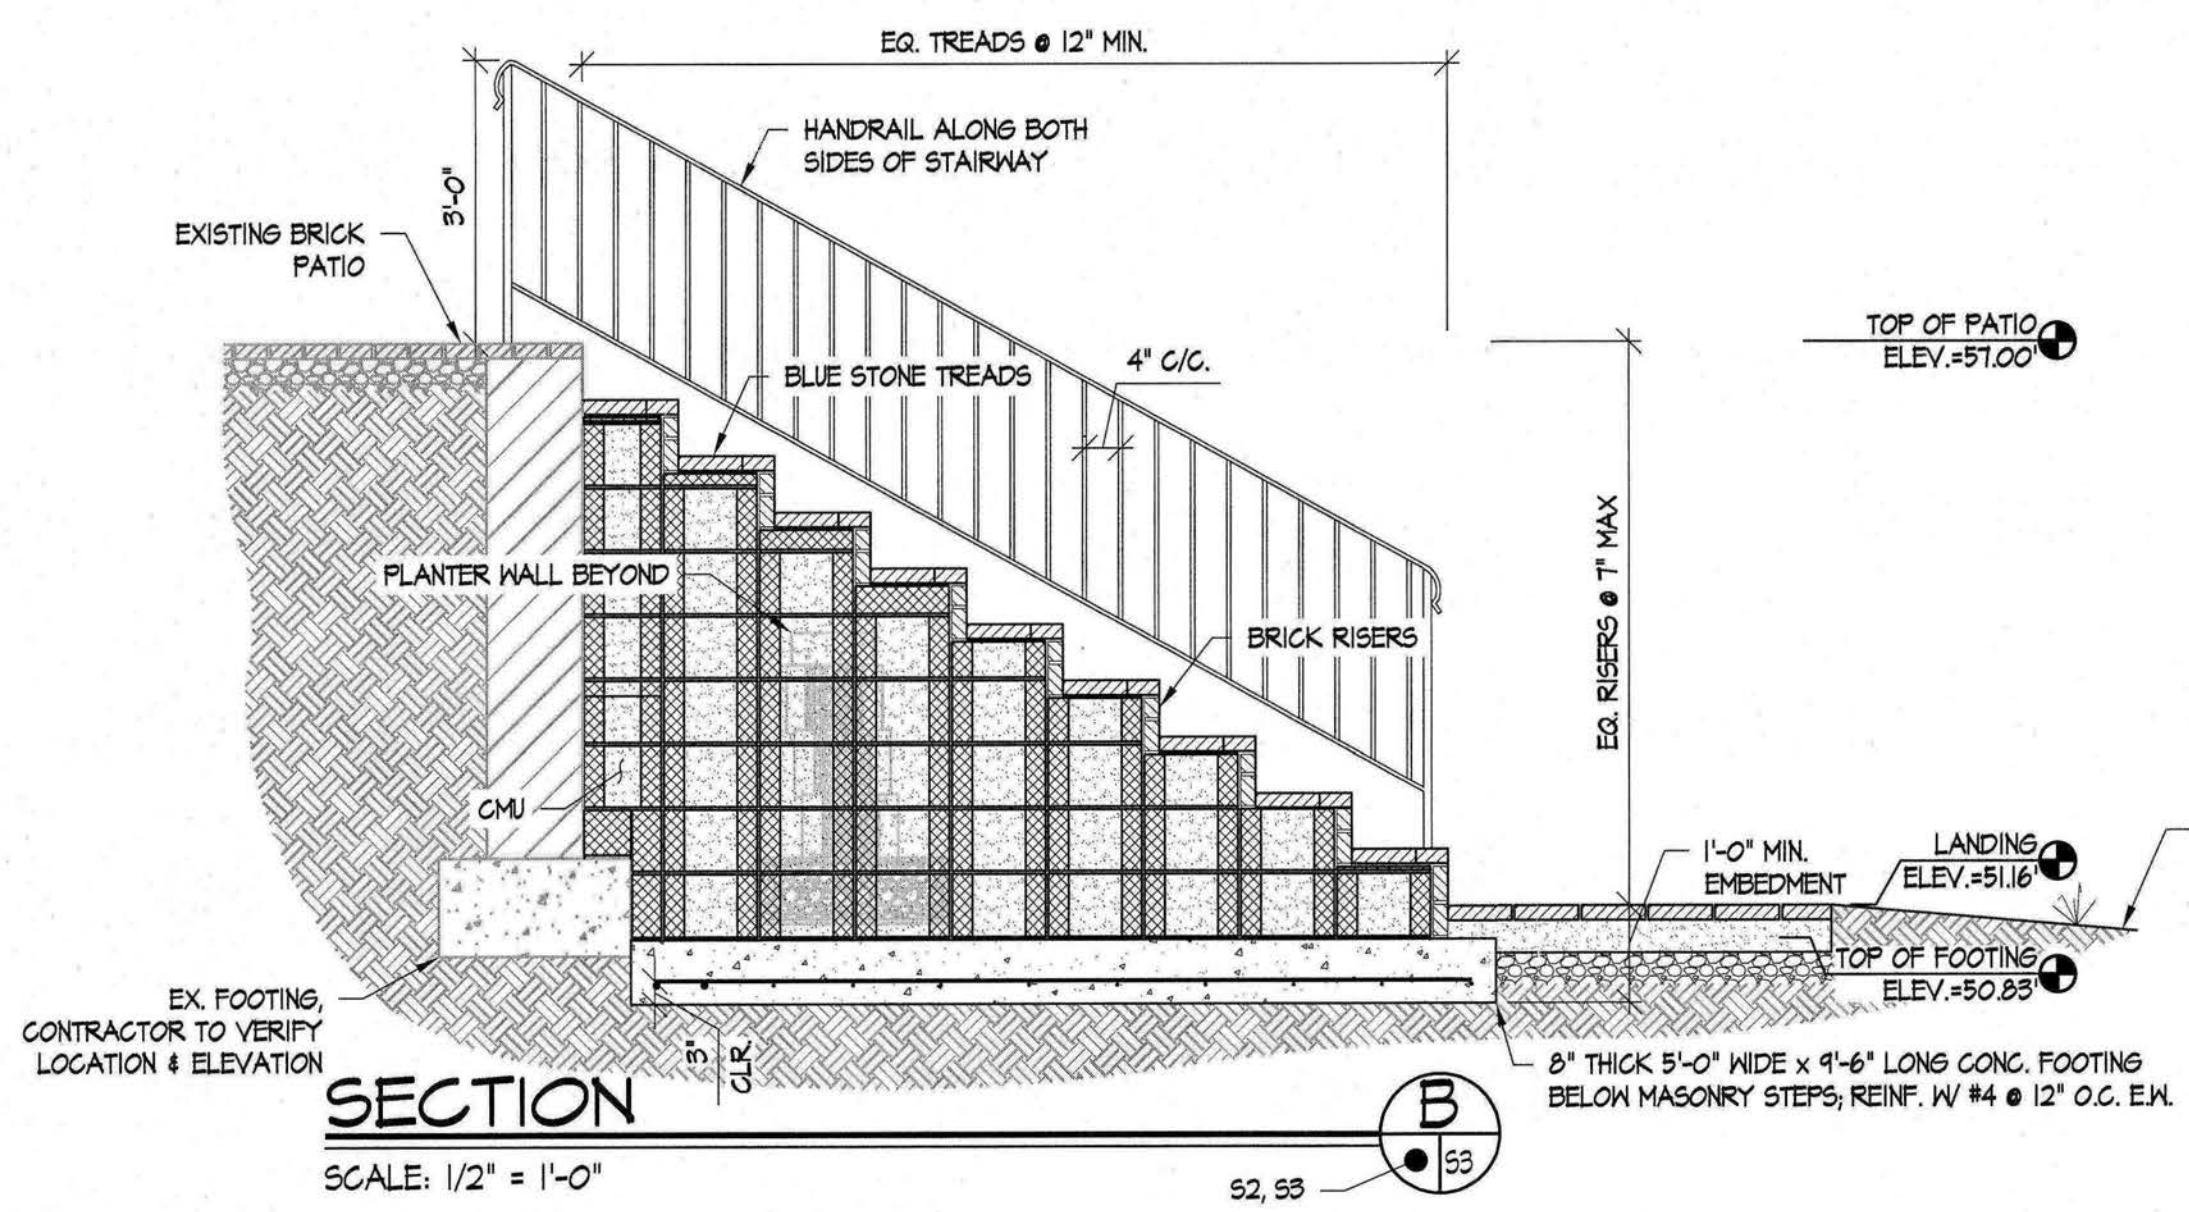 EQ. TREADS @ 12" MIN.
HANDRAIL ALONG BOTH
SIDES OF STAIRWAY
3'-0"
EXISTING BRICK
PATIO
TOP OF PATIO
ELEV.=57.00'
4" C/C.
BLUE STONE TREADS
EQ. RISERS @ 7" MAX
PLANTER WALL BEYOND
BRICK RISERS
CMU
1'-0" MIN.
EMBEDMENT
LANDING
ELEV.=51.16'
TOP OF FOOTING
ELEV.=50.83'
EX. FOOTING,
CONTRACTOR TO VERIFY
LOCATION & ELEVATION
3"
CLR.
8" THICK 5'-0" WIDE x 9'-6" LONG CONC. FOOTING
BELOW MASONRY STEPS; REINF. W/ #4 @ 12" O.C. E.W.
SECTION
B
S3
SCALE: 1/2" = 1'-0"
S2, S3